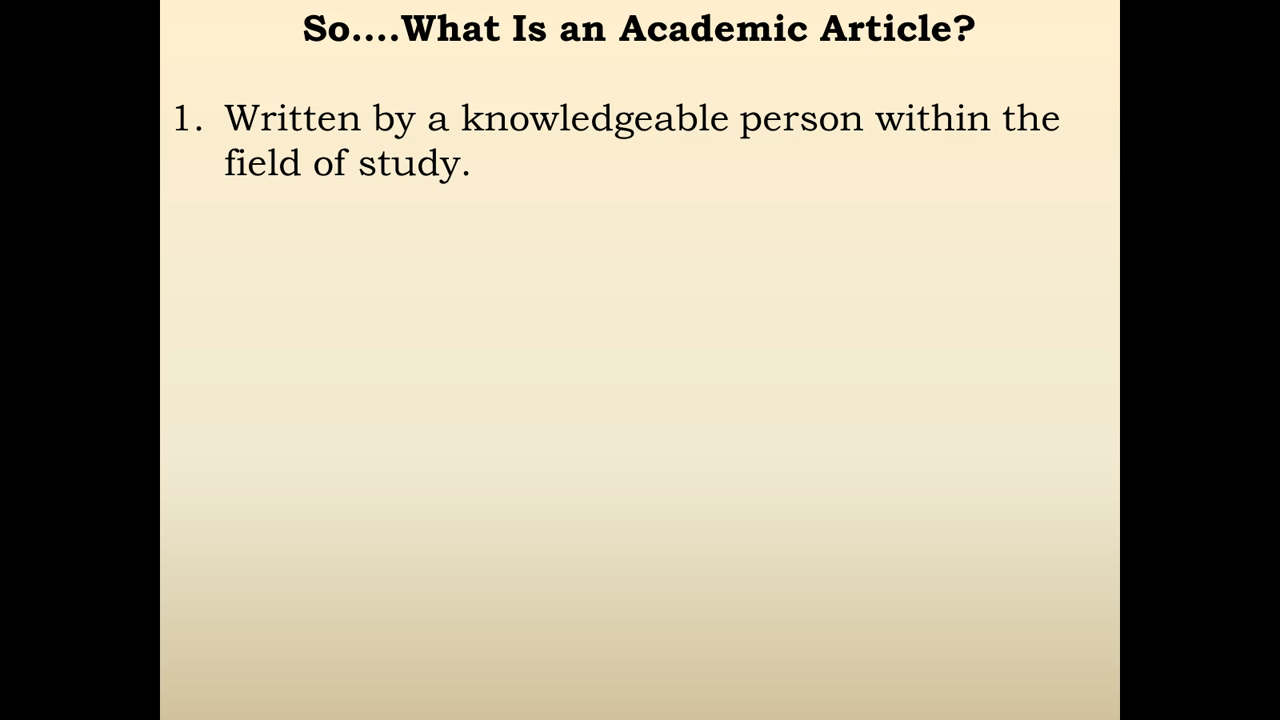 So....What Is an Academic Article?
1. Written by a knowledgeable person within the
field of study.